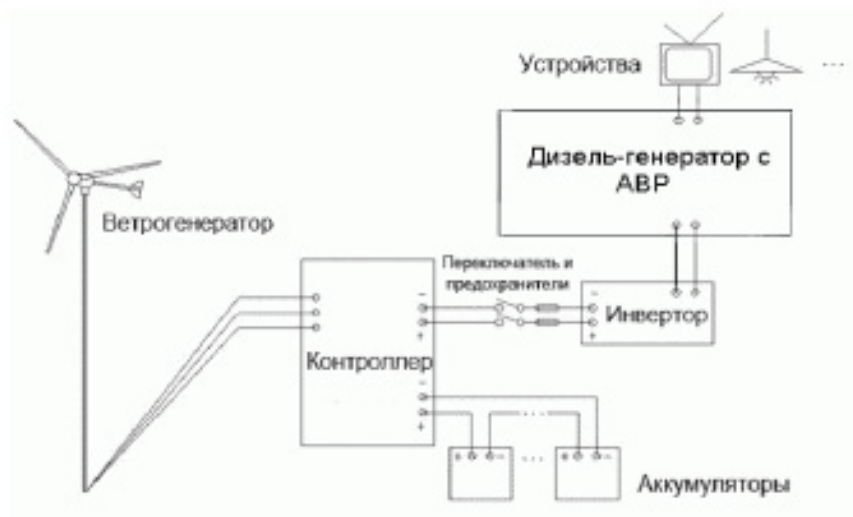 Устройства
...
Дизель-генератор с
АВР
Ветрогенератор
Переключатель и
предохранители
Инвертор
Контроллер
Аккумуляторы